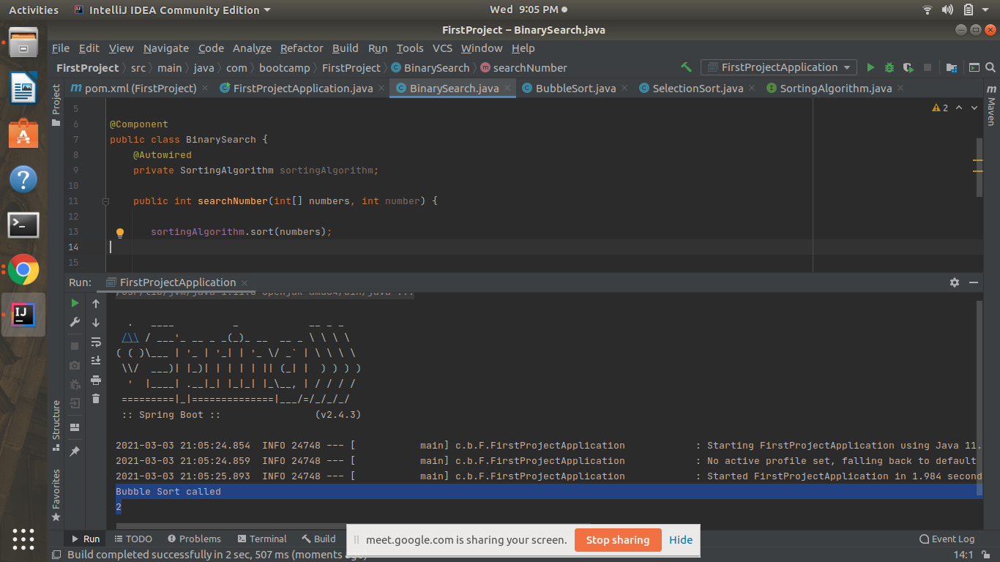 Activities IntelliJ IDEA Community Edition Wed 9:05 PM
FirstProject – BinarySearch.java
File Edit View Navigate Code Analyze Refactor Build Run Tools VCS Window Help
FirstProject src main java com bootcamp FirstProject BinarySearch searchNumber FirstProjectApplication
pom.xml (FirstProject) FirstProjectApplication.java BinarySearch.java BubbleSort.java SelectionSort.java SortingAlgorithm.java
Project
Maven
5
2
6 @Component
7 public class BinarySearch {
8 @Autowired
9 private SortingAlgorithm sortingAlgorithm;
10
11 public int searchNumber(int[] numbers, int number) {
12
13 sortingAlgorithm.sort(numbers);
14
15
Run: FirstProjectApplication
/usr/lib/jvm/java-1.11.0-openjdk-amd64/bin/java ...
  .   ____          _            __ _ _
 /\\ / ___'_ __ _ _(_)_ __  __ _ \ \ \ \
( ( )\___ | '_ | '_| | '_ \/ _` | \ \ \ \
 \\/  ___)| |_)| | | | | || (_| |  ) ) ) )
  '  |____| .__|_| |_|_| |_\__, | / / / /
 =========|_|==============|___/=/_/_/_/
 :: Spring Boot ::                (v2.4.3)
2021-03-03 21:05:24.854  INFO 24748 --- [           main] c.b.F.FirstProjectApplication            : Starting FirstProjectApplication using Java 11.
2021-03-03 21:05:24.859  INFO 24748 --- [           main] c.b.F.FirstProjectApplication            : No active profile set, falling back to default
2021-03-03 21:05:25.893  INFO 24748 --- [           main] c.b.F.FirstProjectApplication            : Started FirstProjectApplication in 1.984 second
Bubble Sort called
2
Structure
Favorites
Run TODO Problems Terminal Build Event Log
meet.google.com is sharing your screen. Stop sharing Hide
Build completed successfully in 2 sec, 507 ms (moments ago) 14:1